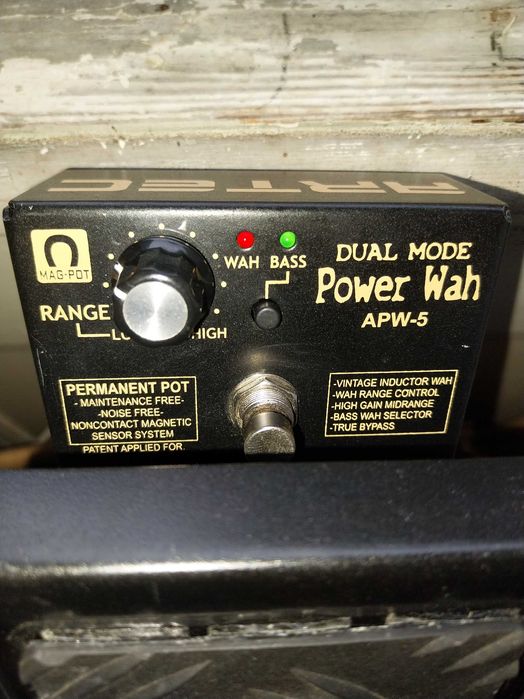 ARTEC
MAG-POT
WAH BASS
DUAL MODE
Power Wah
APW-5
RANGE
HIGH
PERMANENT POT
- MAINTENANCE FREE-
-NOISE FREE-
NONCONTACT MAGNETIC
SENSOR SYSTEM
PATENT APPLIED FOR.
-VINTAGE INDUCTOR WAH
-WAH RANGE CONTROL
-HIGH GAIN MIDRANGE
-BASS WAH SELECTOR
-TRUE BYPASS